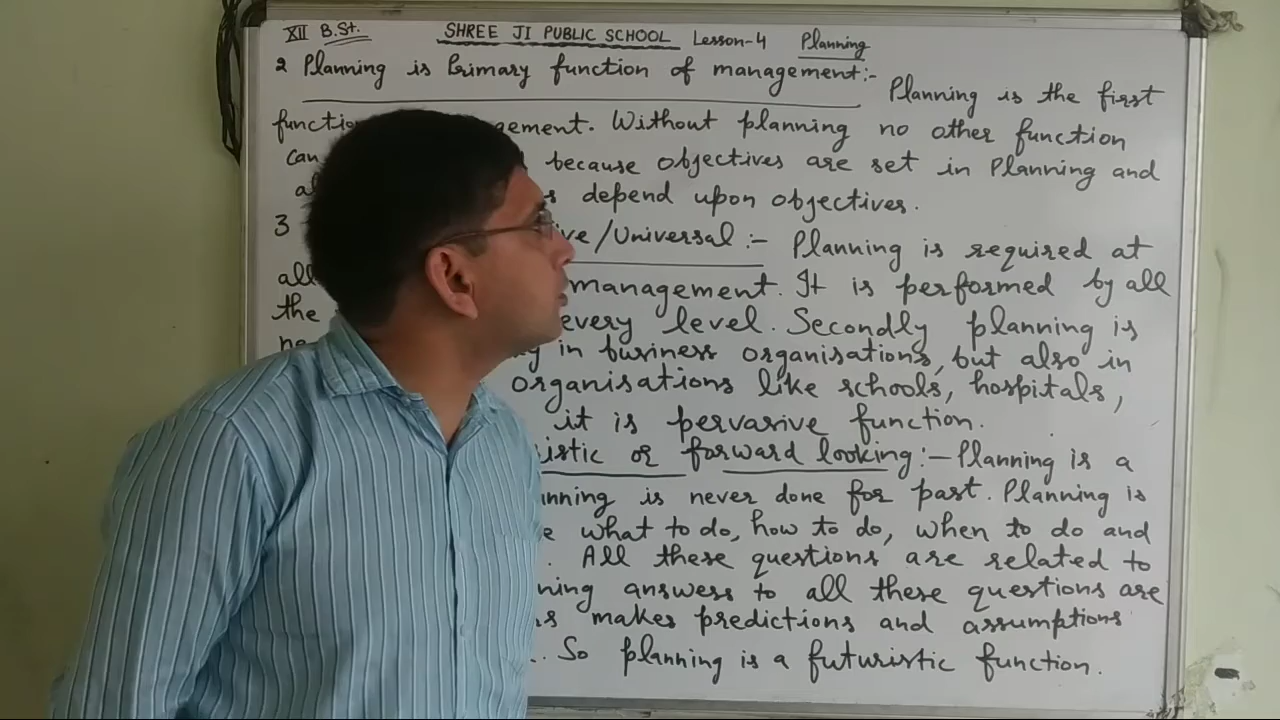 XII B.St. SHREE JI PUBLIC SCHOOL Lesson-4 Planning
2 Planning is Primary function of management:- Planning is the first
functio ement. Without planning no other function
can because objectives are set in Planning and
al s depend upon objectives.
3 ive/Universal:- Planning is required at
all management. It is performed by all
the every level. Secondly planning is
ne y in business organisations, but also in
organisations like schools, hospitals,
it is pervasive function.
istic or forward looking:- Planning is a
nning is never done for past. Planning is
e what to do, how to do, when to do and
. All these questions are related to
ning answers to all these questions are
s makes predictions and assumptions
. So planning is a futuristic function.